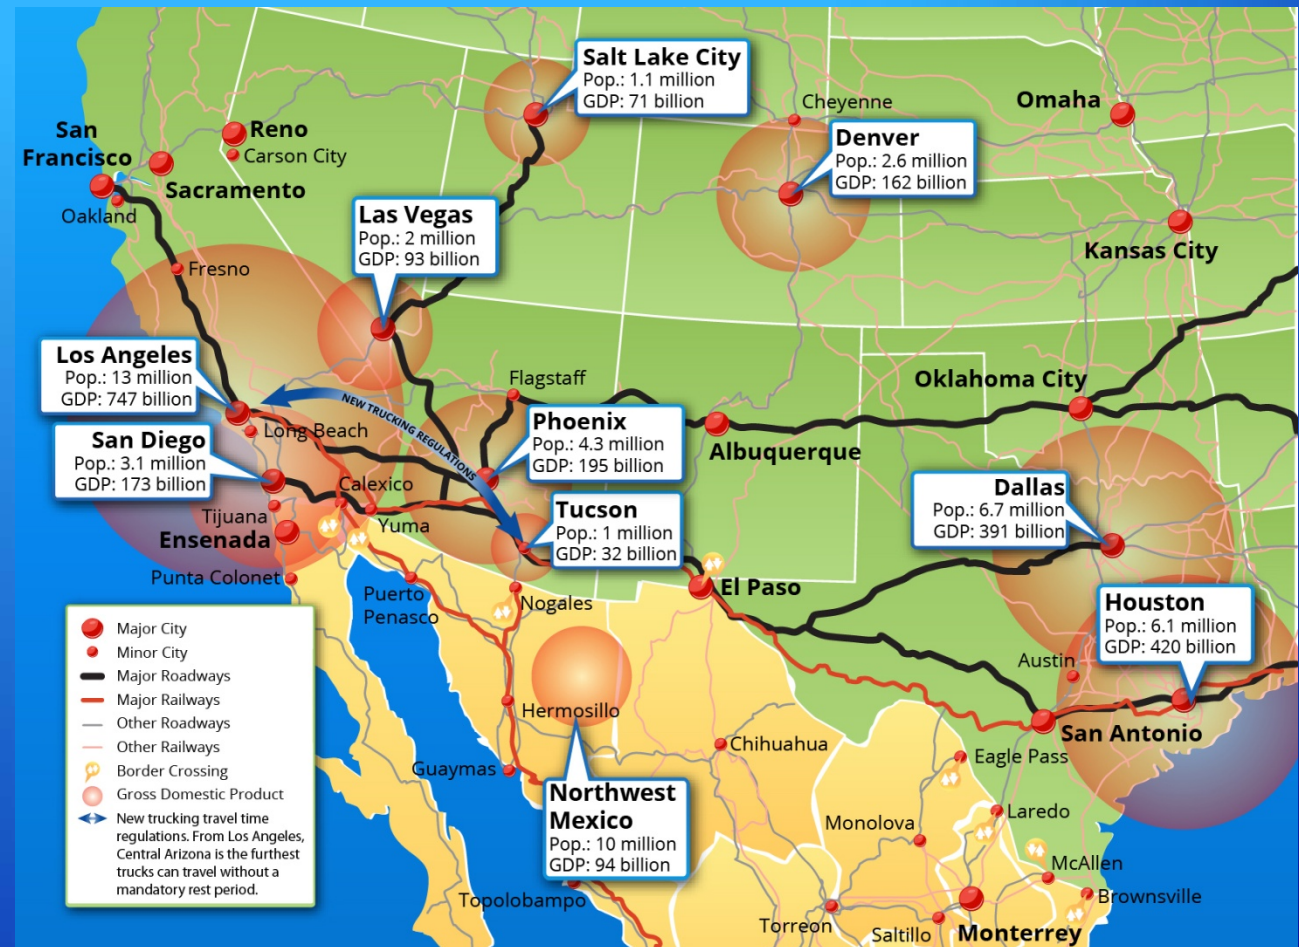 Salt Lake City
Pop.: 1.1 million
GDP: 71 billion
Cheyenne
Omaha
Denver
Pop.: 2.6 million
GDP: 162 billion
San
Francisco
Reno
Carson City
Sacramento
Oakland
Las Vegas
Pop.: 2 million
GDP: 93 billion
Kansas City
Fresno
Los Angeles
Pop.: 13 million
GDP: 747 billion
Flagstaff
Oklahoma City
NEW TRUCKING REGULATIONS
Long Beach
Phoenix
Pop.: 4.3 million
GDP: 195 billion
Albuquerque
San Diego
Pop.: 3.1 million
GDP: 173 billion
Calexico
Tucson
Pop.: 1 million
GDP: 32 billion
Dallas
Pop.: 6.7 million
GDP: 391 billion
Tijuana
Yuma
Ensenada
Punta Colonet
Puerto
Penasco
Nogales
El Paso
Houston
Pop.: 6.1 million
GDP: 420 billion
Austin
Major City
Minor City
Major Roadways
Major Railways
Other Roadways
Other Railways
Border Crossing
Gross Domestic Product
New trucking travel time
regulations. From Los Angeles,
Central Arizona is the furthest
trucks can travel without a
mandatory rest period.
Hermosillo
San Antonio
Chihuahua
Eagle Pass
Guaymas
Northwest
Mexico
Pop.: 10 million
GDP: 94 billion
Laredo
Monolova
McAllen
Topolobampo
Brownsville
Torreon
Saltillo
Monterrey